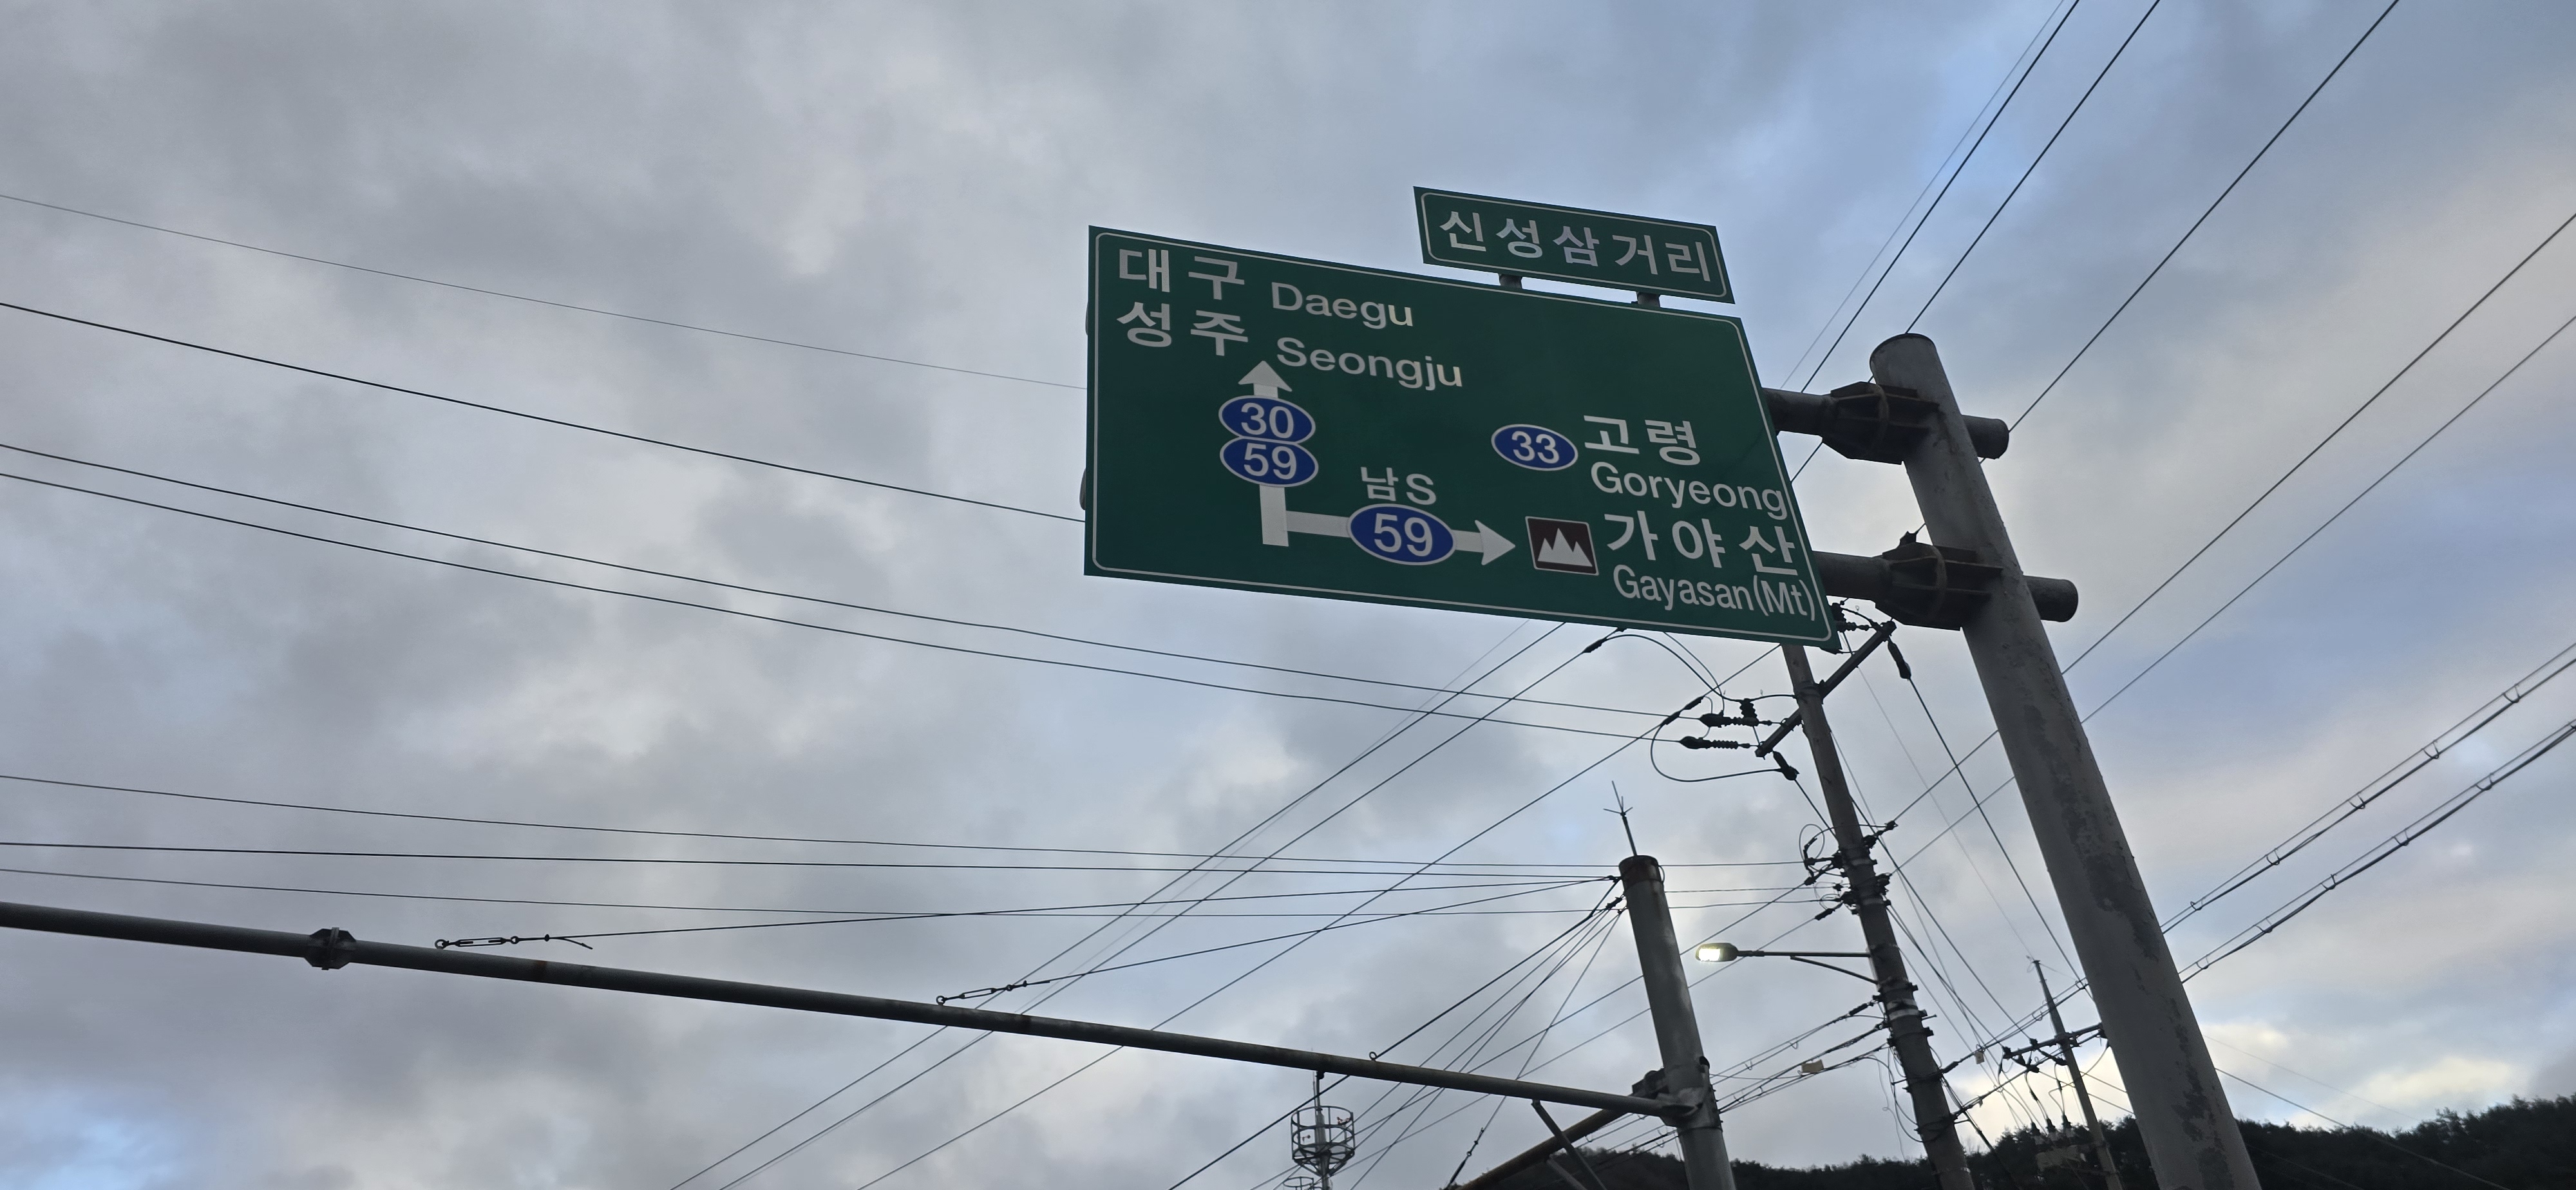 신성삼거리
대구 Daegu
성주 Seongju
30
59
남S
59
33 고령
Goryeong
가야산
Gayasan(Mt)